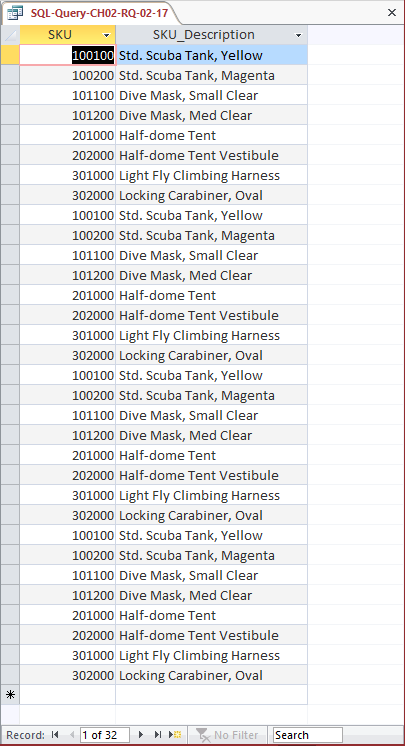 SQL-Query-CH02-RQ-02-17
SKU SKU_Description
100100 Std. Scuba Tank, Yellow
100200 Std. Scuba Tank, Magenta
101100 Dive Mask, Small Clear
101200 Dive Mask, Med Clear
201000 Half-dome Tent
202000 Half-dome Tent Vestibule
301000 Light Fly Climbing Harness
302000 Locking Carabiner, Oval
100100 Std. Scuba Tank, Yellow
100200 Std. Scuba Tank, Magenta
101100 Dive Mask, Small Clear
101200 Dive Mask, Med Clear
201000 Half-dome Tent
202000 Half-dome Tent Vestibule
301000 Light Fly Climbing Harness
302000 Locking Carabiner, Oval
100100 Std. Scuba Tank, Yellow
100200 Std. Scuba Tank, Magenta
101100 Dive Mask, Small Clear
101200 Dive Mask, Med Clear
201000 Half-dome Tent
202000 Half-dome Tent Vestibule
301000 Light Fly Climbing Harness
302000 Locking Carabiner, Oval
100100 Std. Scuba Tank, Yellow
100200 Std. Scuba Tank, Magenta
101100 Dive Mask, Small Clear
101200 Dive Mask, Med Clear
201000 Half-dome Tent
202000 Half-dome Tent Vestibule
301000 Light Fly Climbing Harness
302000 Locking Carabiner, Oval
Record: 1 of 32 No Filter Search